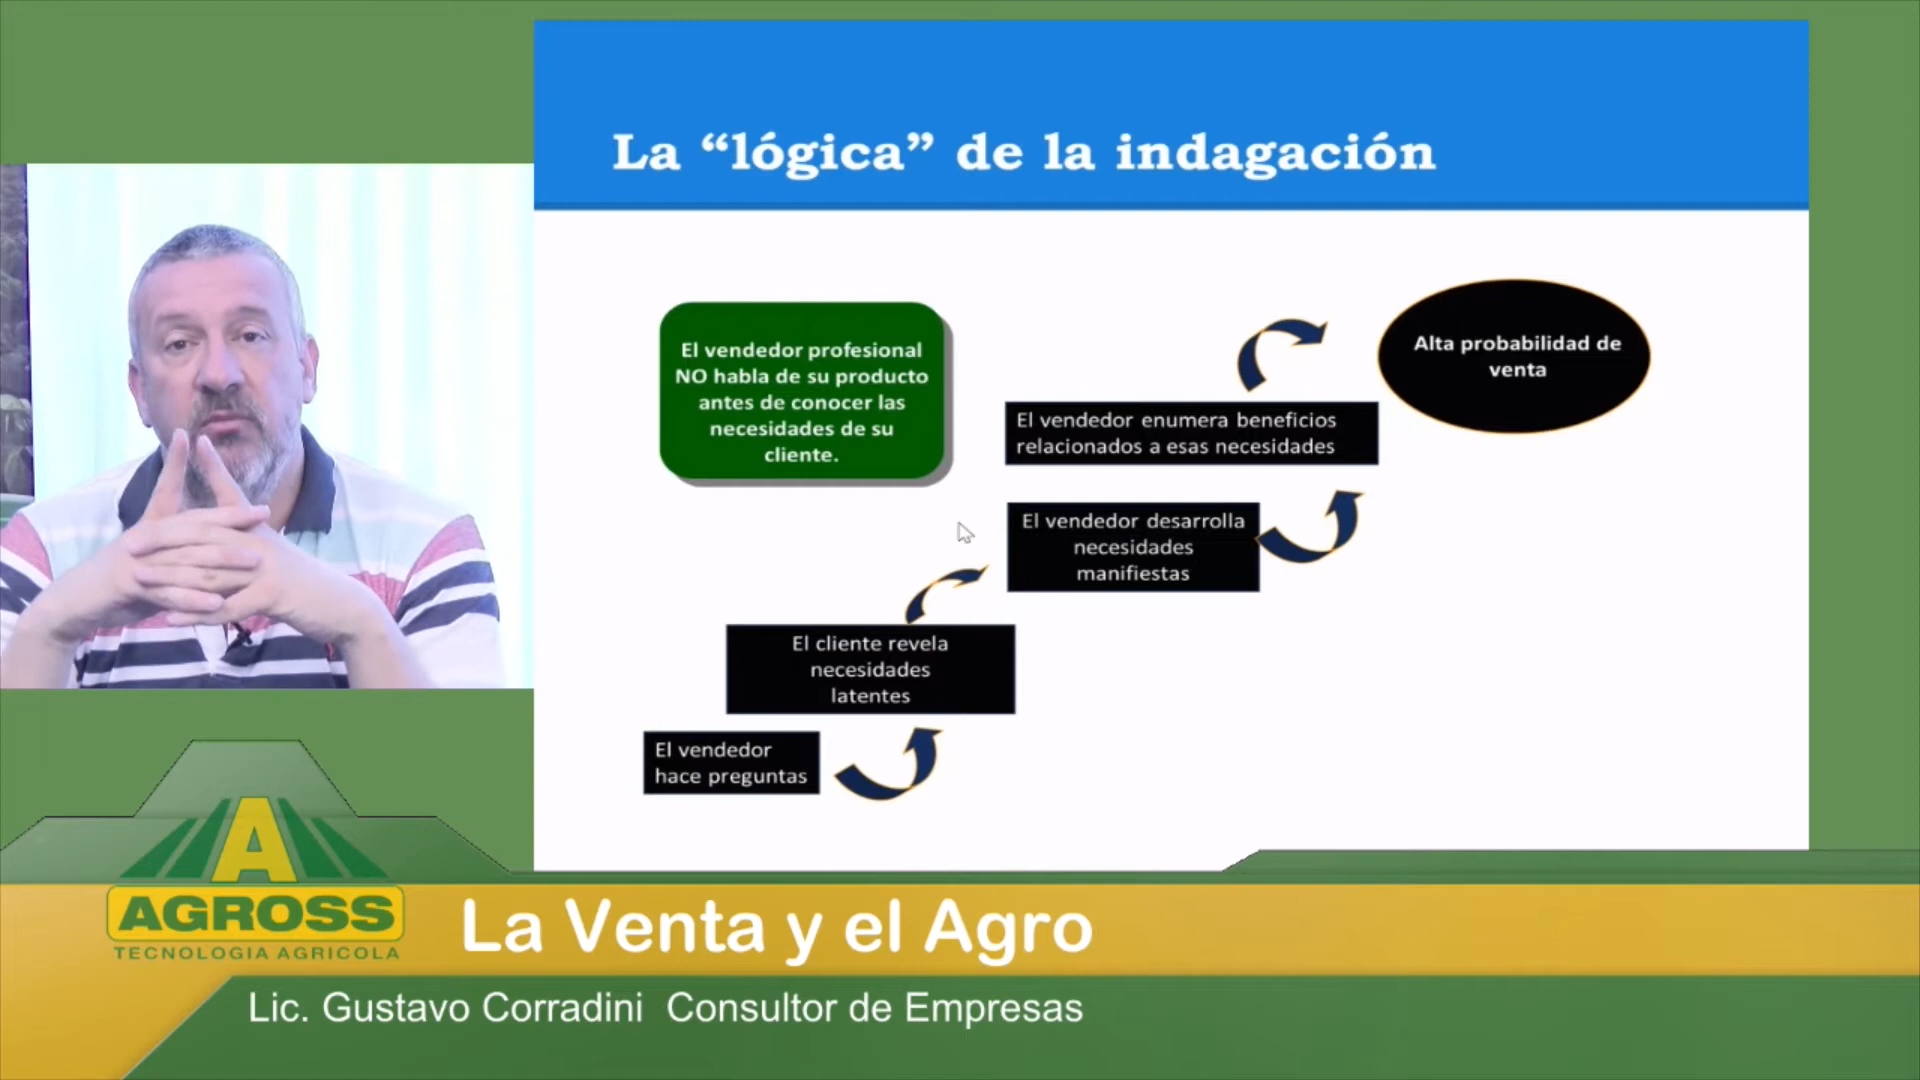 La “lógica” de la indagación
El vendedor profesional
NO habla de su producto
antes de conocer las
necesidades de su
cliente.
Alta probabilidad de
venta
El vendedor enumera beneficios
relacionados a esas necesidades
El vendedor desarrolla
necesidades
manifiestas
El cliente revela
necesidades
latentes
El vendedor
hace preguntas
A
AGROSS
TECNOLOGIA AGRICOLA
La Venta y el Agro
Lic. Gustavo Corradini Consultor de Empresas